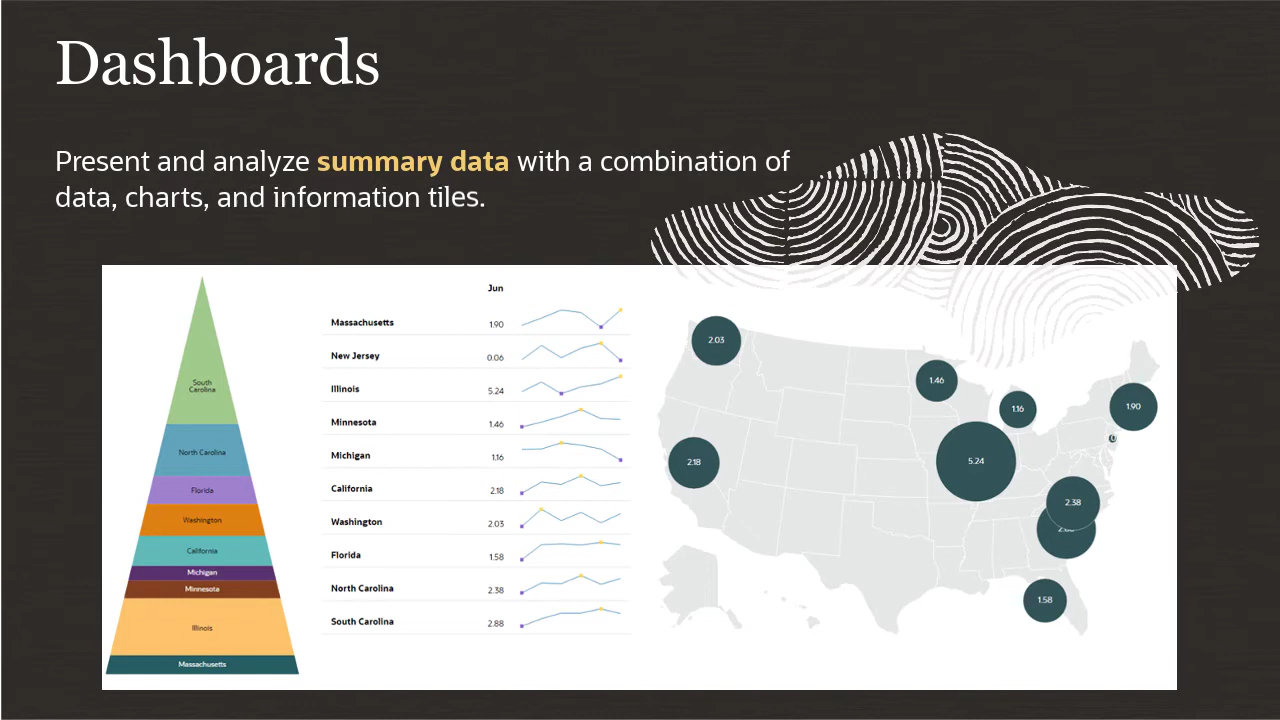 Dashboards
Present and analyze summary data with a combination of
data, charts, and information tiles.
South
Carolina
North Carolina
Florida
Washington
California
Michigan
Minnesota
Illinois
Massachusetts
Jun
Massachusetts 1.90
New Jersey 0.06
Illinois 5.24
Minnesota 1.46
Michigan 1.16
California 2.18
Washington 2.03
Florida 1.58
North Carolina 2.38
South Carolina 2.88
2.03
1.46
1.16
1.90
2.18
5.24
2.38
1.58